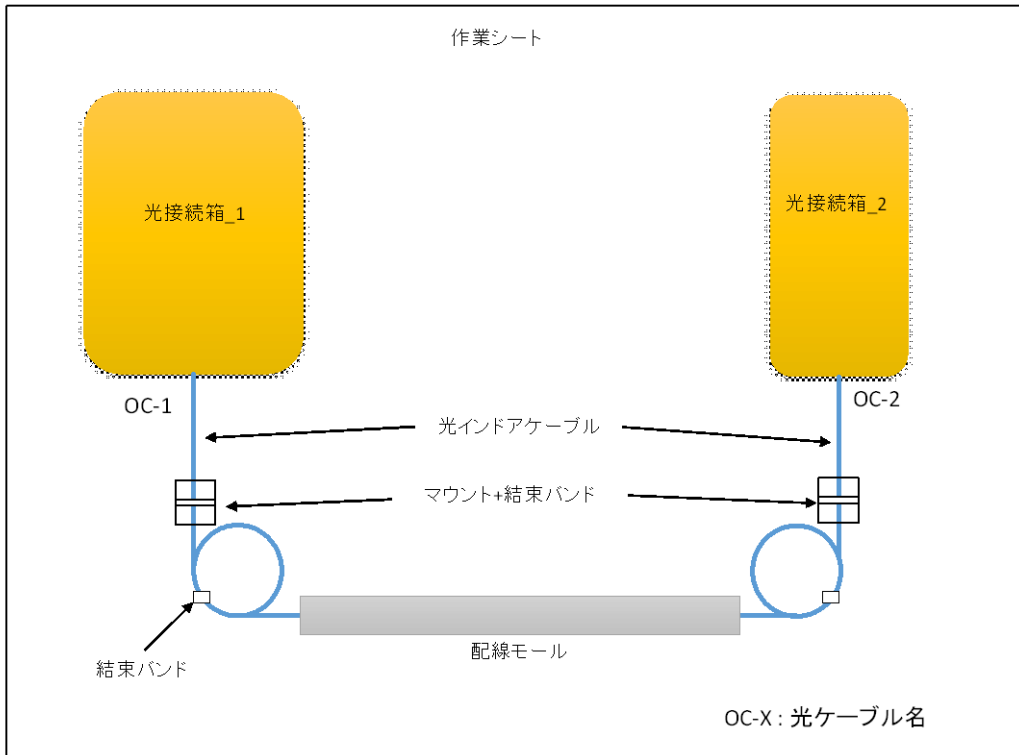 作業シート
光接続箱_1
光接続箱_2
OC-1
OC-2
光インドアケーブル
マウント+結束バンド
配線モール
結束バンド
OC-X : 光ケーブル名